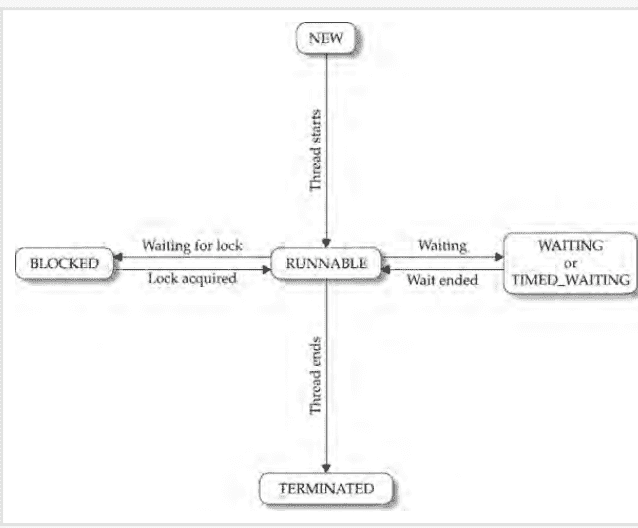 NEW
Thread starts
Waiting for lock
Waiting
BLOCKED
RUNNABLE
WAITING
or
TIMED_WAITING
Lock acquired
Wait ended
Thread ends
TERMINATED